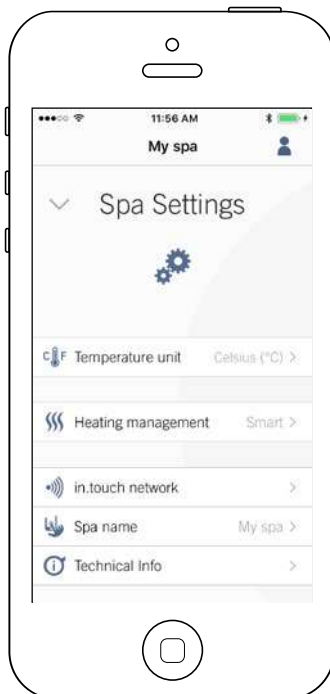 11:56 AM
My spa
Spa Settings
C F Temperature unit Celsius (°C) >
Heating management Smart >
in.touch network >
Spa name My spa >
Technical Info >